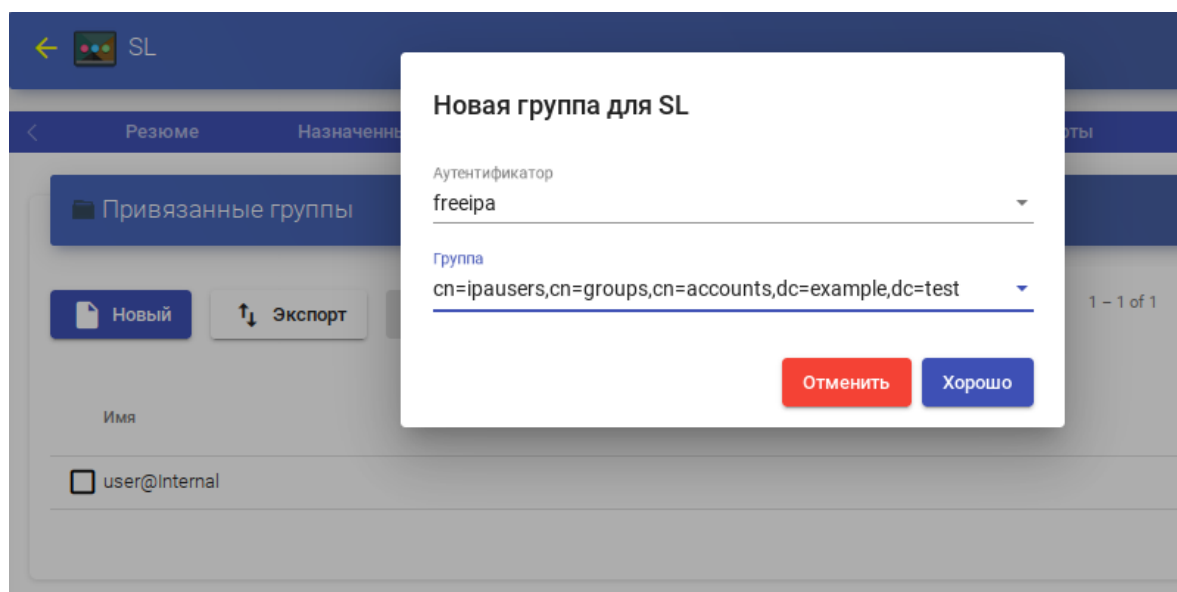 SL
Новая группа для SL
Резюме
Назначенны
оты
Аутентификатор
freeipa
Привязанные группы
Группа
cn=ipausers,cn=groups,cn=accounts,dc=example,dc=test
Новый
Экспорт
1 – 1 of 1
Отменить
Хорошо
Имя
user@Internal